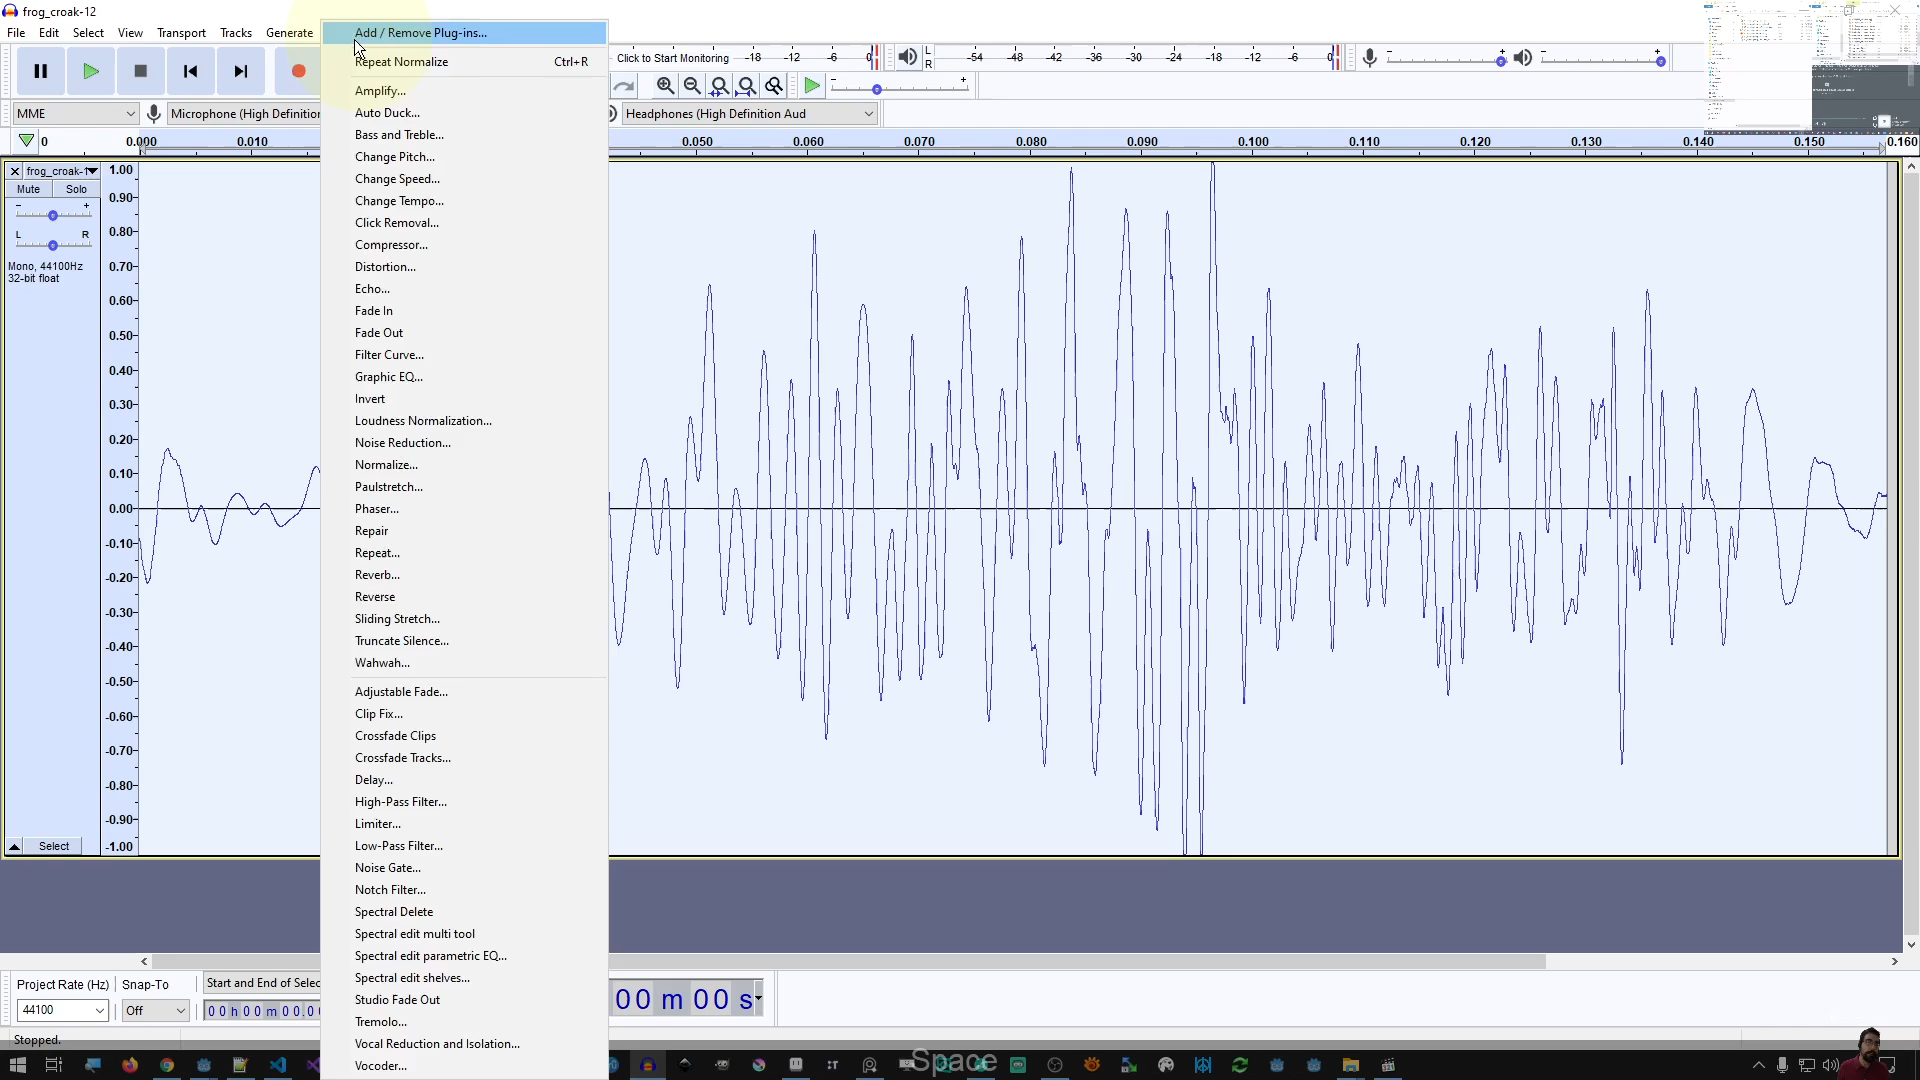 frog_croak-12
File Edit Select View Transport Tracks Generate
Add / Remove Plug-ins...
Repeat Normalize Ctrl+R
Amplify...
Auto Duck...
Bass and Treble...
Change Pitch...
Change Speed...
Change Tempo...
Click Removal...
Compressor...
Distortion...
Echo...
Fade In
Fade Out
Filter Curve...
Graphic EQ...
Invert
Loudness Normalization...
Noise Reduction...
Normalize...
Paulstretch...
Phaser...
Repair
Repeat...
Reverb...
Reverse
Sliding Stretch...
Truncate Silence...
Wahwah...
Adjustable Fade...
Clip Fix...
Crossfade Clips
Crossfade Tracks...
Delay...
High-Pass Filter...
Limiter...
Low-Pass Filter...
Noise Gate...
Notch Filter...
Spectral Delete
Spectral edit multi tool
Spectral edit parametric EQ...
Spectral edit shelves...
Studio Fade Out
Tremolo...
Vocal Reduction and Isolation...
Vocoder...
Click to Start Monitoring -18 -12 -6 0
L
R
-54 -48 -42 -36 -30 -24 -18 -12 -6 0
MME
Microphone (High Definition
Headphones (High Definition Aud
0 0.000 0.010 0.050 0.060 0.070 0.080 0.090 0.100 0.110 0.120 0.130 0.140 0.150 0.160
frog_croak-1
Mute Solo
- +
L R
Mono, 44100Hz
32-bit float
Select
1.00
0.90
0.80
0.70
0.60
0.50
0.40
0.30
0.20
0.10
0.00
-0.10
-0.20
-0.30
-0.40
-0.50
-0.60
-0.70
-0.80
-0.90
-1.00
Project Rate (Hz) Snap-To
44100 Off
Start and End of Selec
00 h 00 m 00.0
00 m 00 s
Stopped.
Space